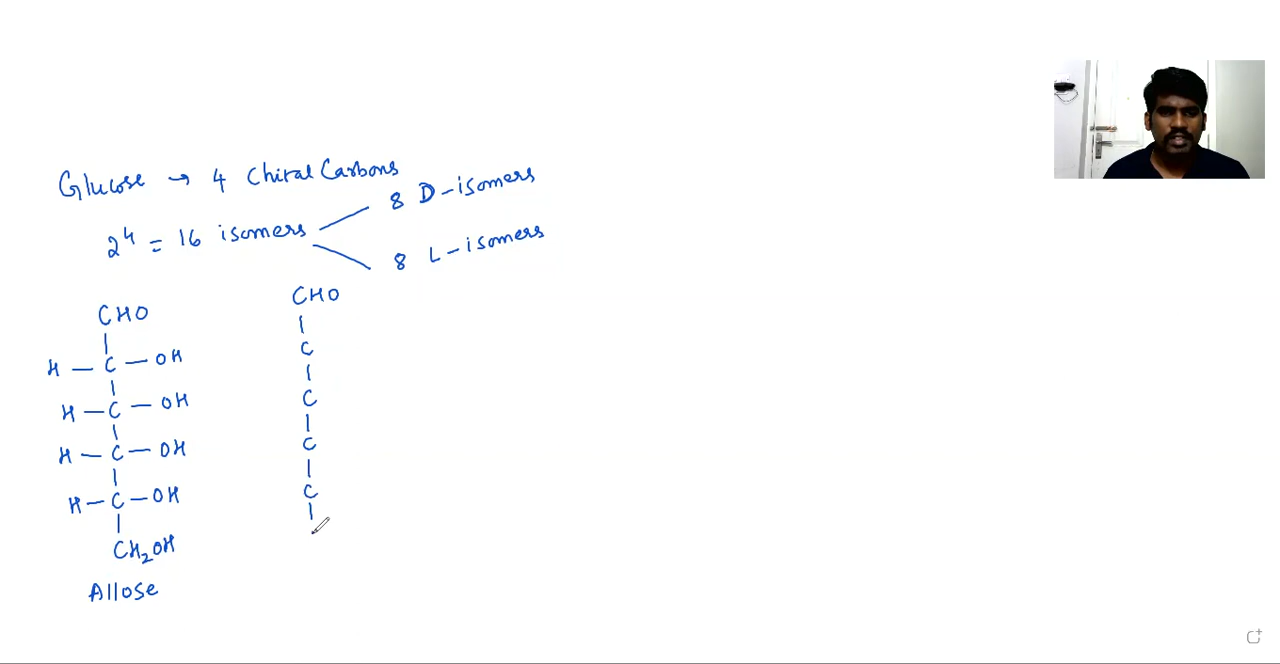 Glucose → 4 Chiral Carbons
2⁴ = 16 isomers
8 D-isomers
8 L-isomers
CHO
|
H — C — OH
|
H — C — OH
|
H — C — OH
|
H — C — OH
|
CH₂OH
Allose
CHO
|
C
|
C
|
C
|
C
|